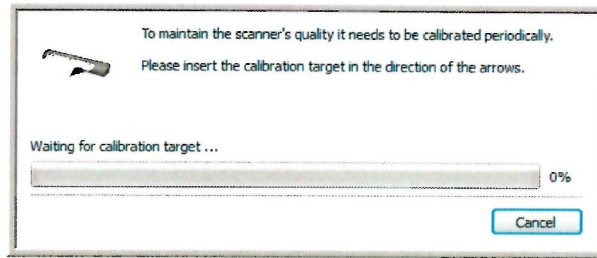 To maintain the scanner's quality it needs to be calibrated periodically.
Please insert the calibration target in the direction of the arrows.
Waiting for calibration target ...
0%
Cancel